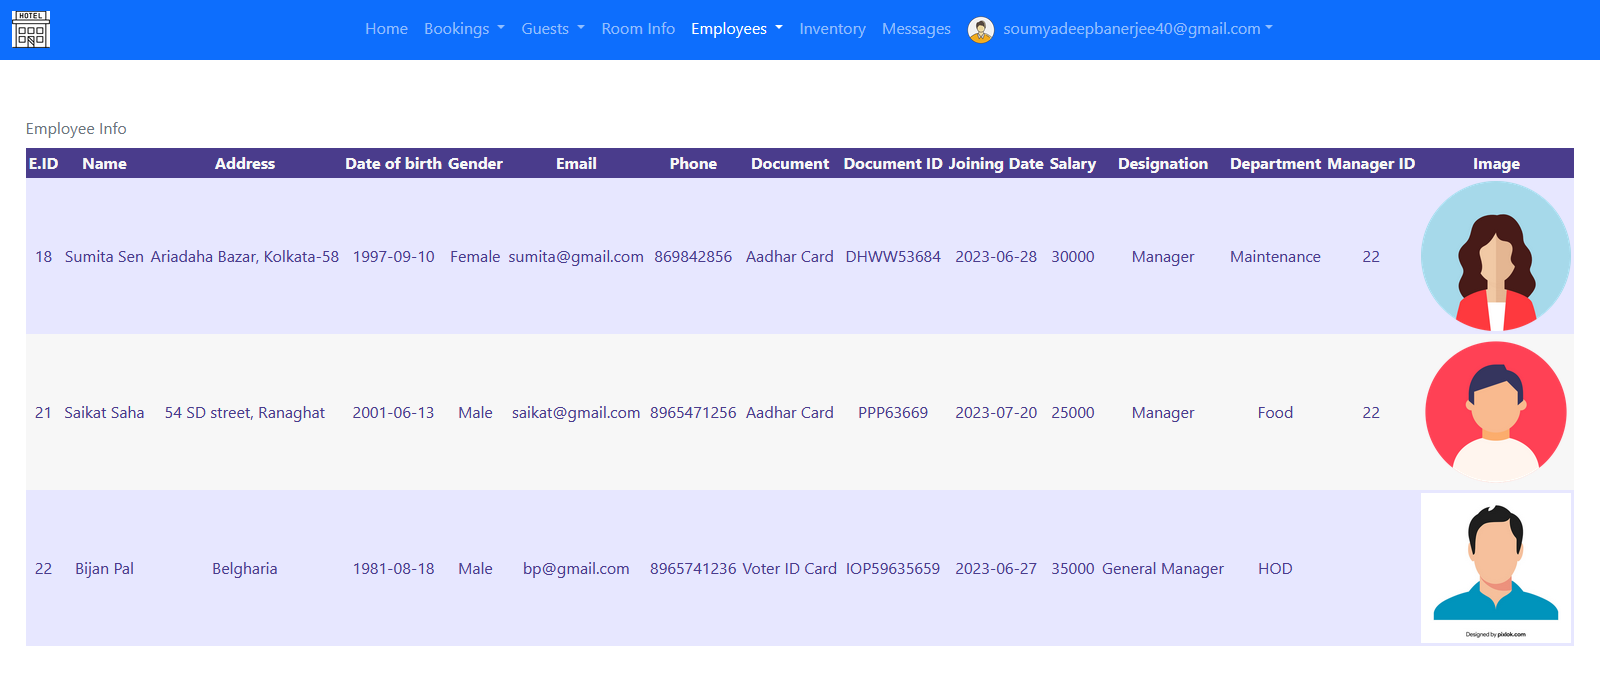 HOTEL
Home Bookings Guests Room Info Employees Inventory Messages soumyadeepbanerjee40@gmail.com
Employee Info
E.ID Name Address Date of birth Gender Email Phone Document Document ID Joining Date Salary Designation Department Manager ID Image
18 Sumita Sen Ariadaha Bazar, Kolkata-58 1997-09-10 Female sumita@gmail.com 869842856 Aadhar Card DHWW53684 2023-06-28 30000 Manager Maintenance 22
21 Saikat Saha 54 SD street, Ranaghat 2001-06-13 Male saikat@gmail.com 8965471256 Aadhar Card PPP63669 2023-07-20 25000 Manager Food 22
22 Bijan Pal Belgharia 1981-08-18 Male bp@gmail.com 8965741236 Voter ID Card IOP59635659 2023-06-27 35000 General Manager HOD
Designed by pixlok.com